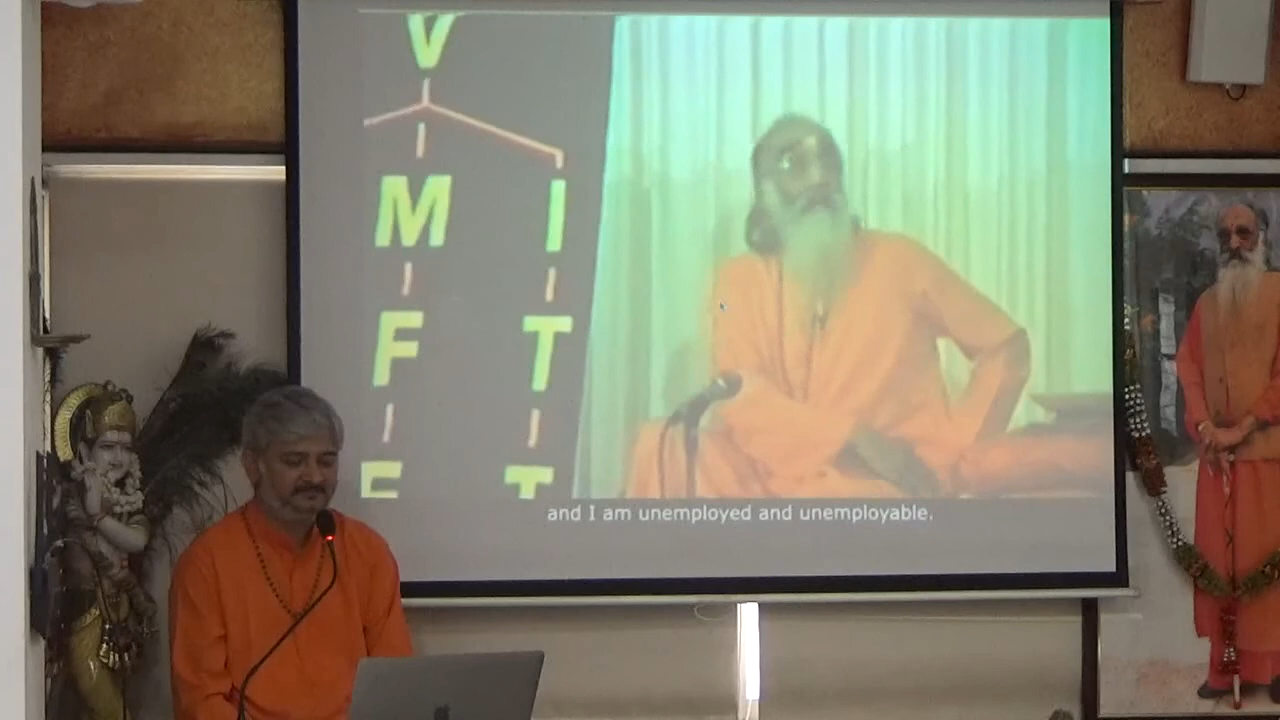 V
M I
F T
E T
and I am unemployed and unemployable.